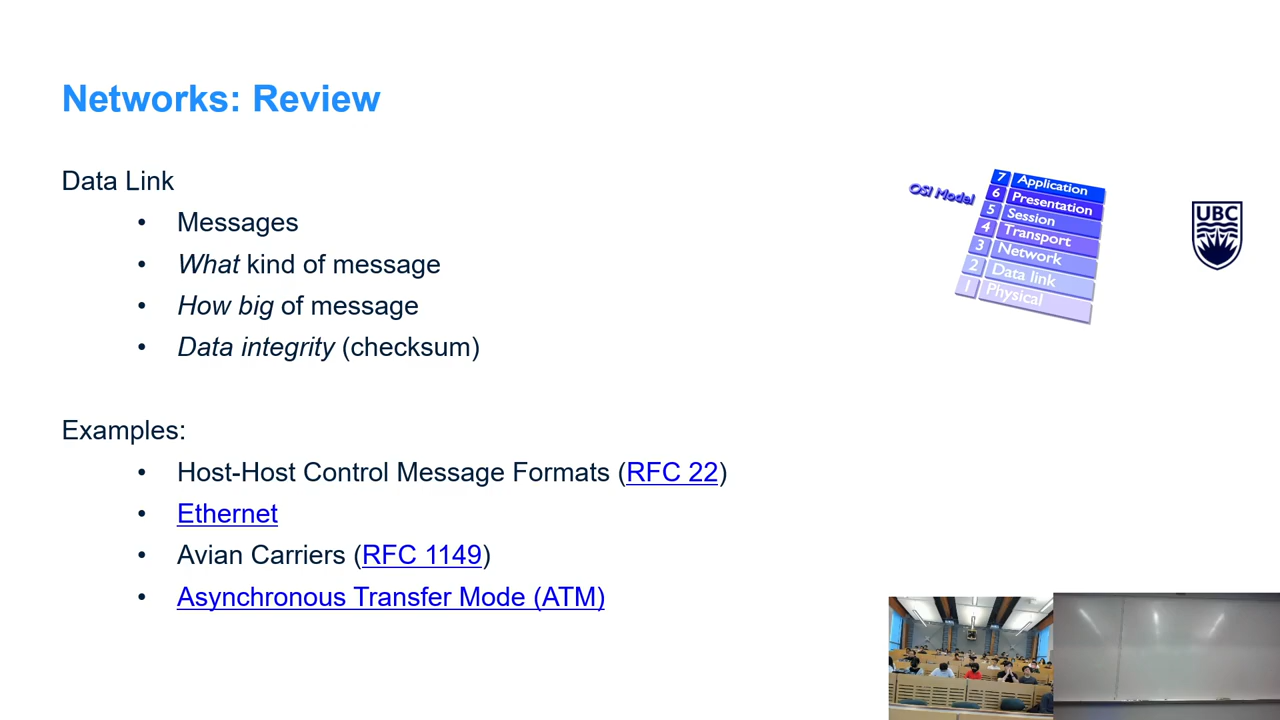 Networks: Review
Data Link
• Messages
• What kind of message
• How big of message
• Data integrity (checksum)
Examples:
• Host-Host Control Message Formats (RFC 22)
• Ethernet
• Avian Carriers (RFC 1149)
• Asynchronous Transfer Mode (ATM)
OSI Model
7 Application
6 Presentation
5 Session
4 Transport
3 Network
2 Data link
1 Physical
UBC